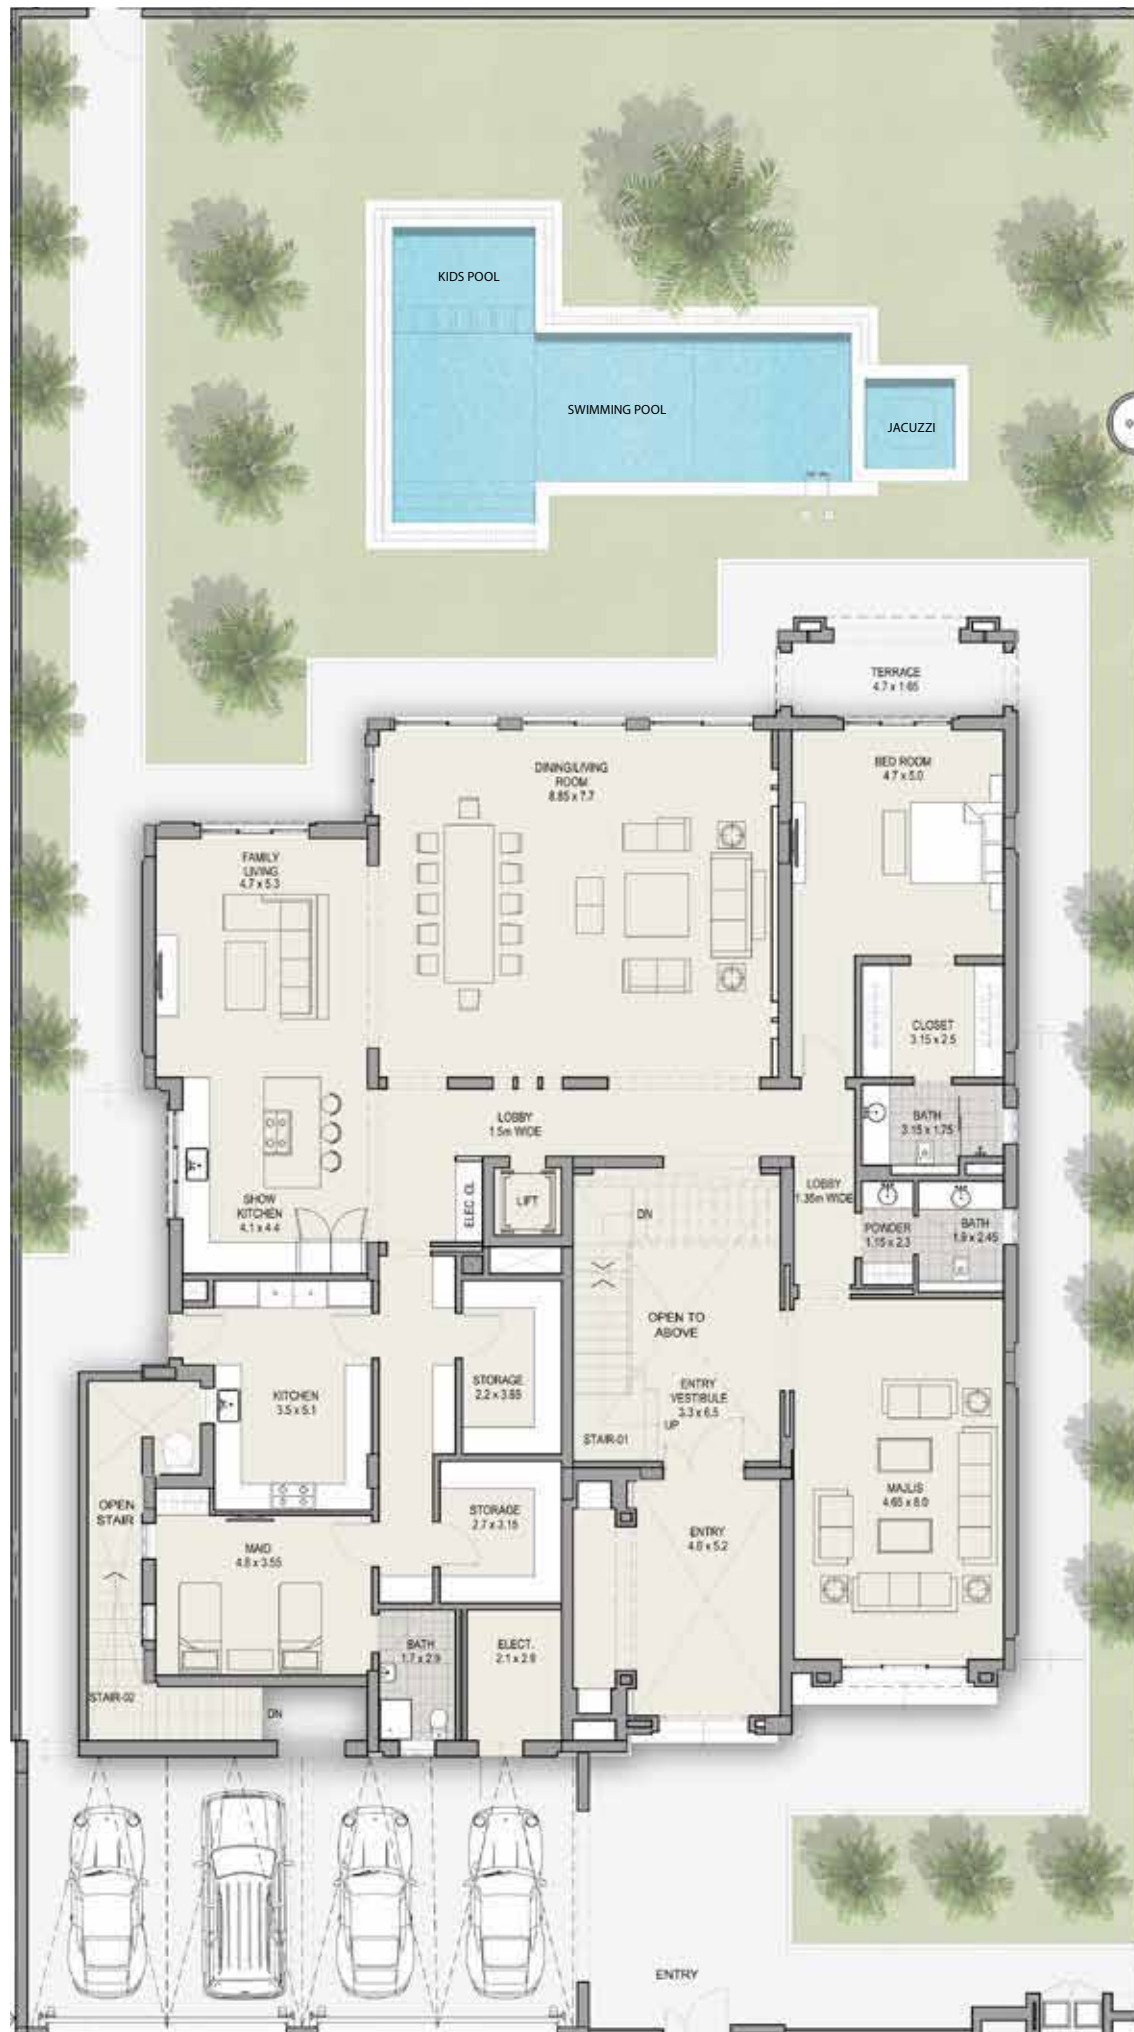 KIDS POOL
SWIMMING POOL
JACUZZI
TERRACE
4.7 x 1.65
DINING/LIVING
ROOM
8.85 x 7.7
BED ROOM
4.7 x 5.0
FAMILY
LIVING
4.7 x 5.3
CLOSET
3.15 x 2.5
LOBBY
1.5m WIDE
BATH
3.15 x 1.75
SHOW
KITCHEN
4.1 x 4.4
ELEC. CL.
LIFT
DN
LOBBY
1.35m WIDE
POWDER
1.15 x 2.3
BATH
1.9 x 2.45
OPEN TO
ABOVE
KITCHEN
3.5 x 5.1
STORAGE
2.2 x 3.65
ENTRY
VESTIBULE
3.3 x 6.5
UP
STAIR-01
MAJLIS
4.65 x 8.0
OPEN
STAIR
STORAGE
2.7 x 3.15
ENTRY
4.0 x 5.2
MAID
4.8 x 3.55
BATH
1.7 x 2.9
ELECT.
2.1 x 2.9
STAIR-02
DN
ENTRY